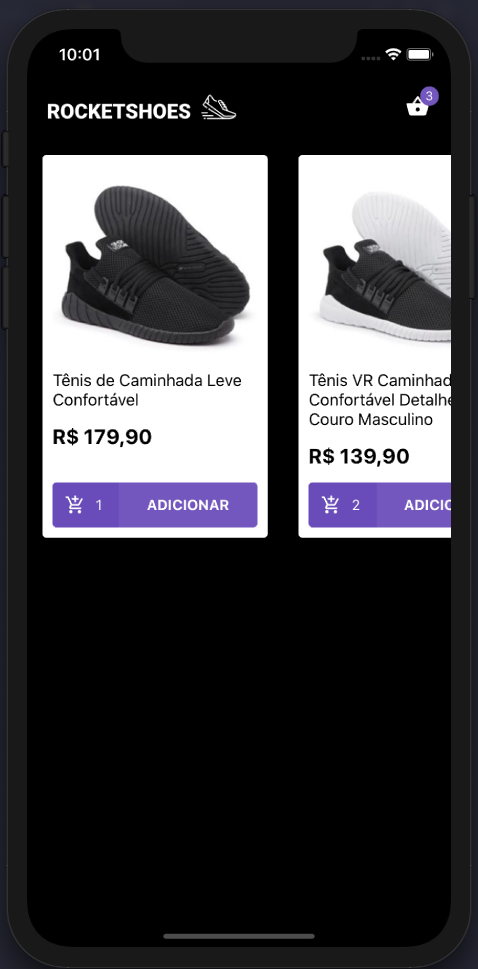 10:01
ROCKETSHOES
3
Tênis de Caminhada Leve
Confortável
R$ 179,90
1 ADICIONAR
Tênis VR Caminhad
Confortável Detalhe
Couro Masculino
R$ 139,90
2 ADICIO